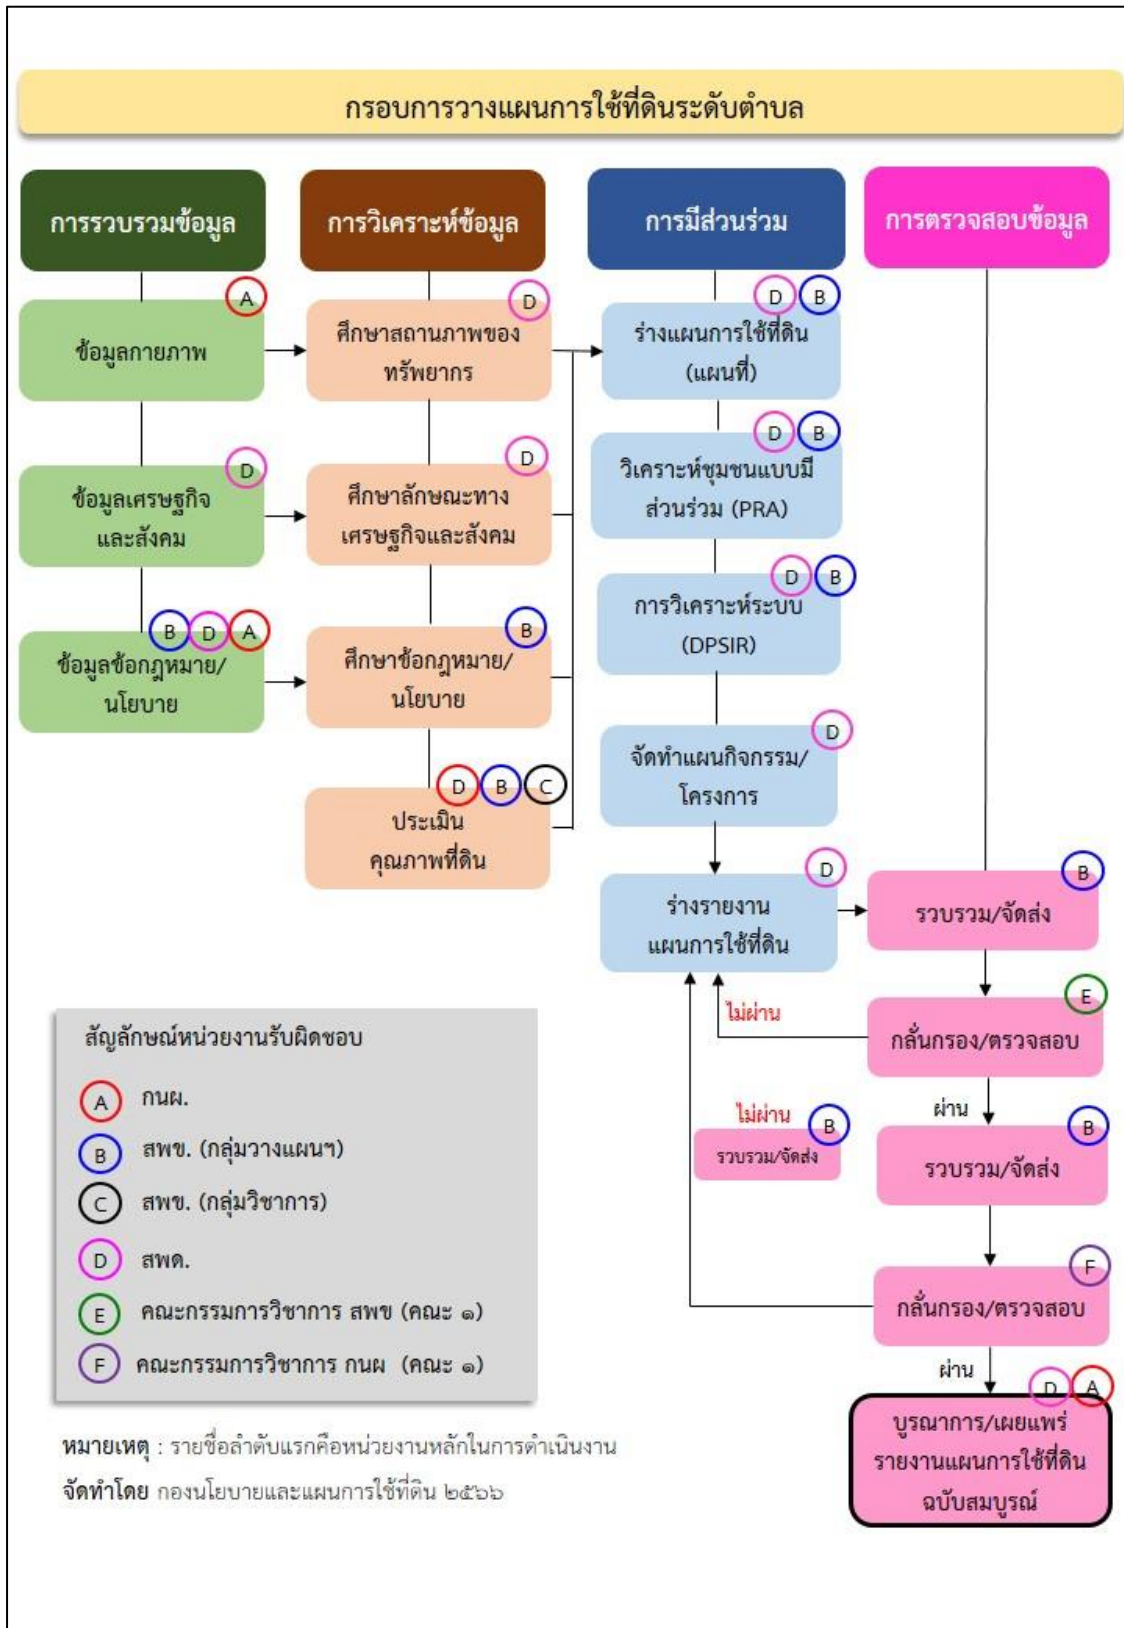 กรอบการวางแผนการใช้ที่ดินระดับตำบล
การรวบรวมข้อมูล
A
ข้อมูลกายภาพ
D
ข้อมูลเศรษฐกิจ
และสังคม
B D A
ข้อมูลข้อกฎหมาย/
นโยบาย
การวิเคราะห์ข้อมูล
D
ศึกษาสถานภาพของ
ทรัพยากร
D
ศึกษาลักษณะทาง
เศรษฐกิจและสังคม
B
ศึกษาข้อกฎหมาย/
นโยบาย
D B C
ประเมิน
คุณภาพที่ดิน
การมีส่วนร่วม
D B
ร่างแผนการใช้ที่ดิน
(แผนที่)
D B
วิเคราะห์ชุมชนแบบมี
ส่วนร่วม (PRA)
D B
การวิเคราะห์ระบบ
(DPSIR)
D
จัดทำแผนกิจกรรม/
โครงการ
D
ร่างรายงาน
แผนการใช้ที่ดิน
การตรวจสอบข้อมูล
B
รวบรวม/จัดส่ง
E
กลั่นกรอง/ตรวจสอบ
ไม่ผ่าน
ผ่าน
B
รวบรวม/จัดส่ง
ไม่ผ่าน
B
รวบรวม/จัดส่ง
F
กลั่นกรอง/ตรวจสอบ
ผ่าน
D A
บูรณาการ/เผยแพร่
รายงานแผนการใช้ที่ดิน
ฉบับสมบูรณ์
สัญลักษณ์หน่วยงานรับผิดชอบ
A กนผ.
B สพข. (กลุ่มวางแผนฯ)
C สพข. (กลุ่มวิชาการ)
D สพด.
E คณะกรรมการวิชาการ สพข (คณะ ๑)
F คณะกรรมการวิชาการ กนผ (คณะ ๑)
หมายเหตุ : รายชื่อลำดับแรกคือหน่วยงานหลักในการดำเนินงาน
จัดทำโดย กองนโยบายและแผนการใช้ที่ดิน ๒๕๖๖